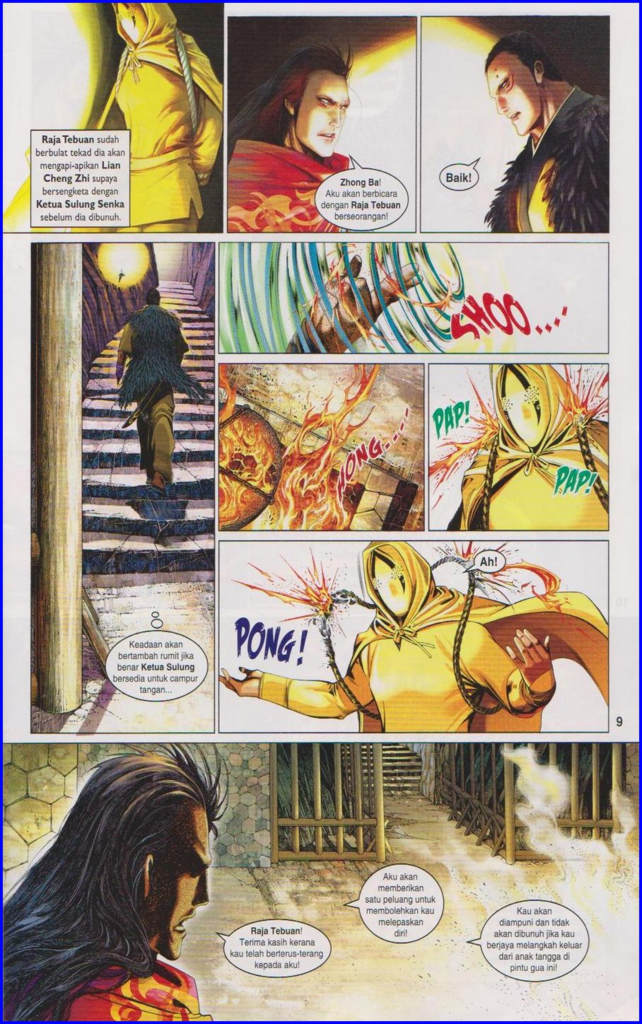 Raja Tebuan sudah
berbulat tekad dia akan
mengapi-apikan Lian
Cheng Zhi supaya
bersengketa dengan
Ketua Sulung Senka
sebelum dia dibunuh.
Zhong Ba!
Aku akan berbicara
dengan Raja Tebuan
berseorangan!
Baik!
SHOO....
HONG....
PAP!
PAP!
Keadaan akan
bertambah rumit jika
benar Ketua Sulung
bersedia untuk campur
tangan...
PONG!
Ah!
9
Raja Tebuan!
Terima kasih kerana
kau telah berterus-terang
kepada aku!
Aku akan
memberikan
satu peluang untuk
membolehkan kau
melepaskan
diri!
Kau akan
diampuni dan tidak
akan dibunuh jika kau
berjaya melangkah keluar
dari anak tangga di
pintu gua ini!